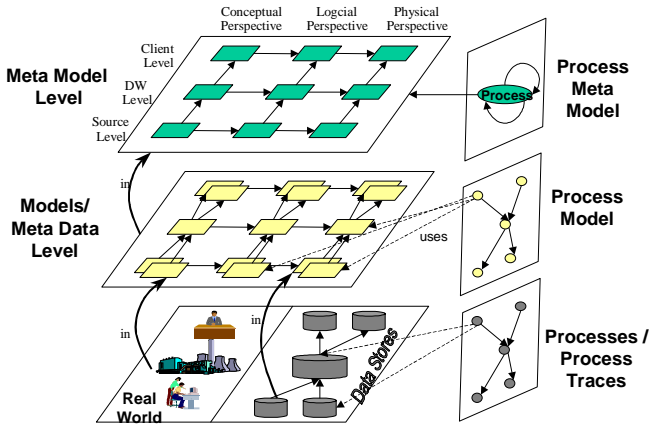 Conceptual
Perspective
Logcial
Perspective
Physical
Perspective
Client
Level
DW
Level
Source
Level
Meta Model
Level
Process
Process
Meta
Model
in
Models/
Meta Data
Level
uses
Process
Model
in
in
Real
World
Data Stores
Processes /
Process
Traces